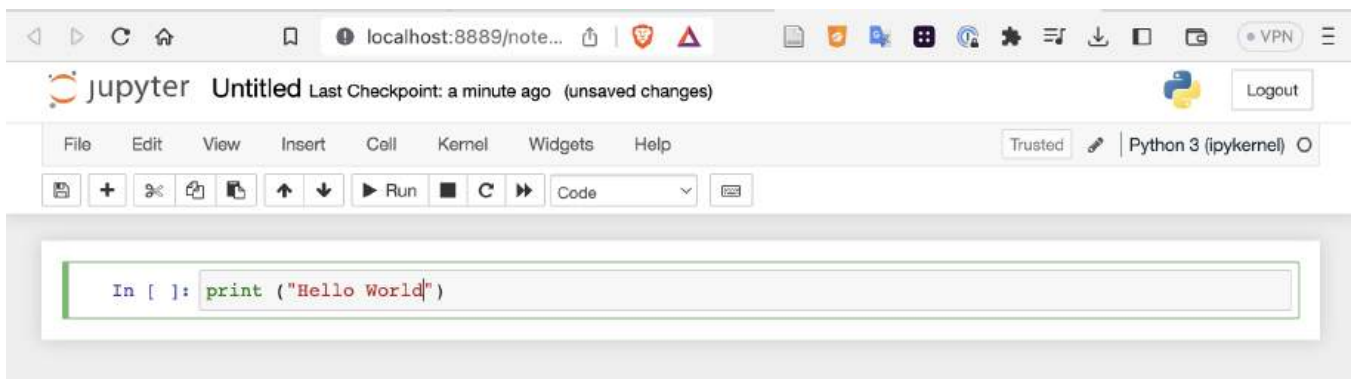 localhost:8889/note... VPN
jupyter Untitled Last Checkpoint: a minute ago (unsaved changes) Logout
File Edit View Insert Cell Kernel Widgets Help Trusted Python 3 (ipykernel)
Run Code
In [ ]: print ("Hello World")